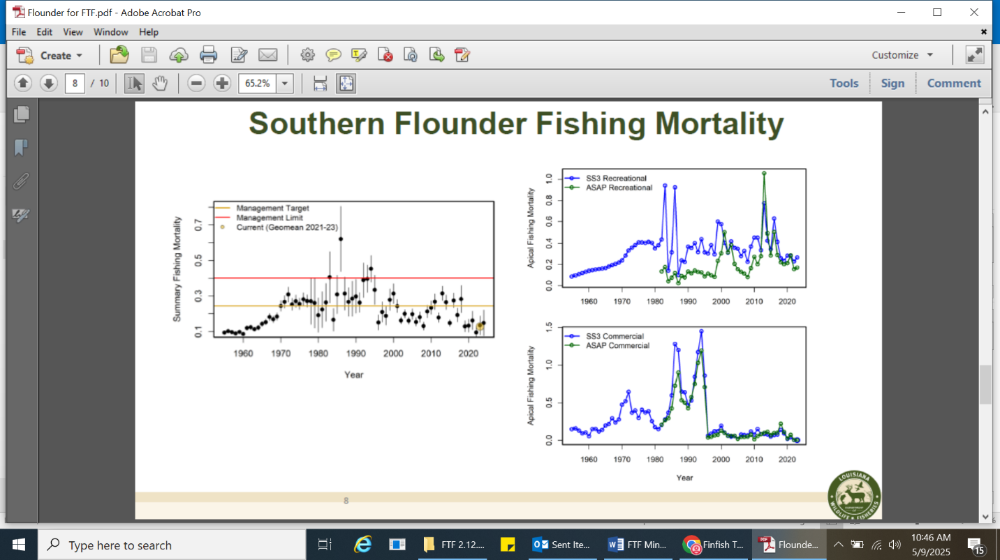 Flounder for FTF.pdf - Adobe Acrobat Pro
File Edit View Window Help
Create Customize
8 / 10 65.2% Tools Sign Comment
Southern Flounder Fishing Mortality
Management Target
Management Limit
Current (Geomean 2021-23)
Summary Fishing Mortality
0.1 0.3 0.5 0.7
1960 1970 1980 1990 2000 2010 2020
Year
SS3 Recreational
ASAP Recreational
Apical Fishing Mortality
0.0 0.2 0.4 0.6 0.8 1.0
1960 1970 1980 1990 2000 2010 2020
SS3 Commercial
ASAP Commercial
Apical Fishing Mortality
0.0 0.5 1.0 1.5
1960 1970 1980 1990 2000 2010 2020
Year
8
LOUISIANA
WILDLIFE & FISHERIES
Type here to search
FTF 2.12....
Sent Ite...
FTF Min...
Finfish T...
Flounde...
10:46 AM
5/9/2025
15